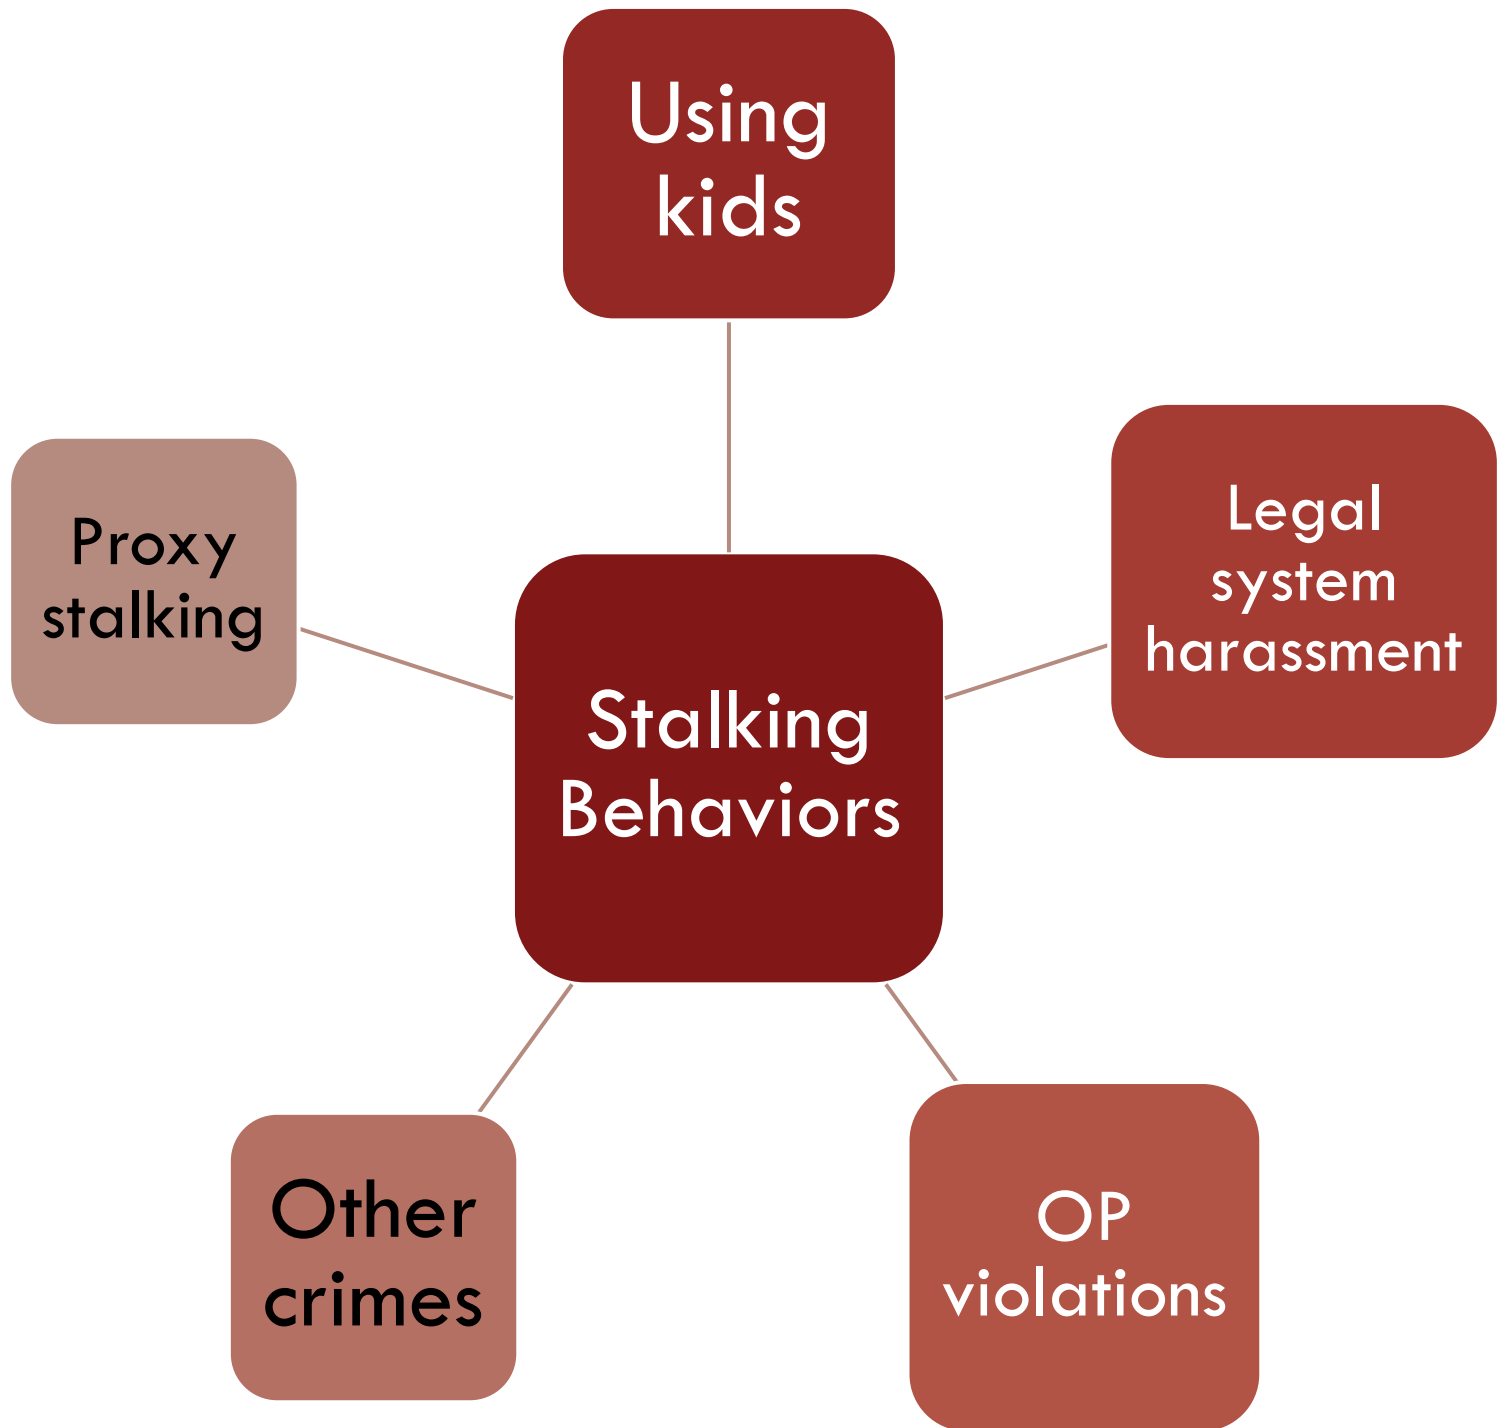 Using
kids
Legal
system
harassment
OP
violations
Other
crimes
Proxy
stalking
Stalking
Behaviors